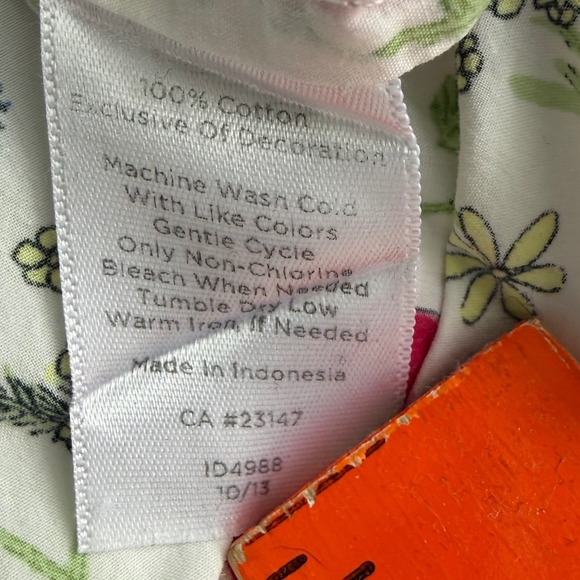 100% Cotton
Exclusive Of Decoration
Machine Wash Cold
With Like Colors
Gentle Cycle
Only Non-Chlorine
Bleach When Needed
Tumble Dry Low
Warm Iron If Needed
Made In Indonesia
CA #23147
ID4988
10/13